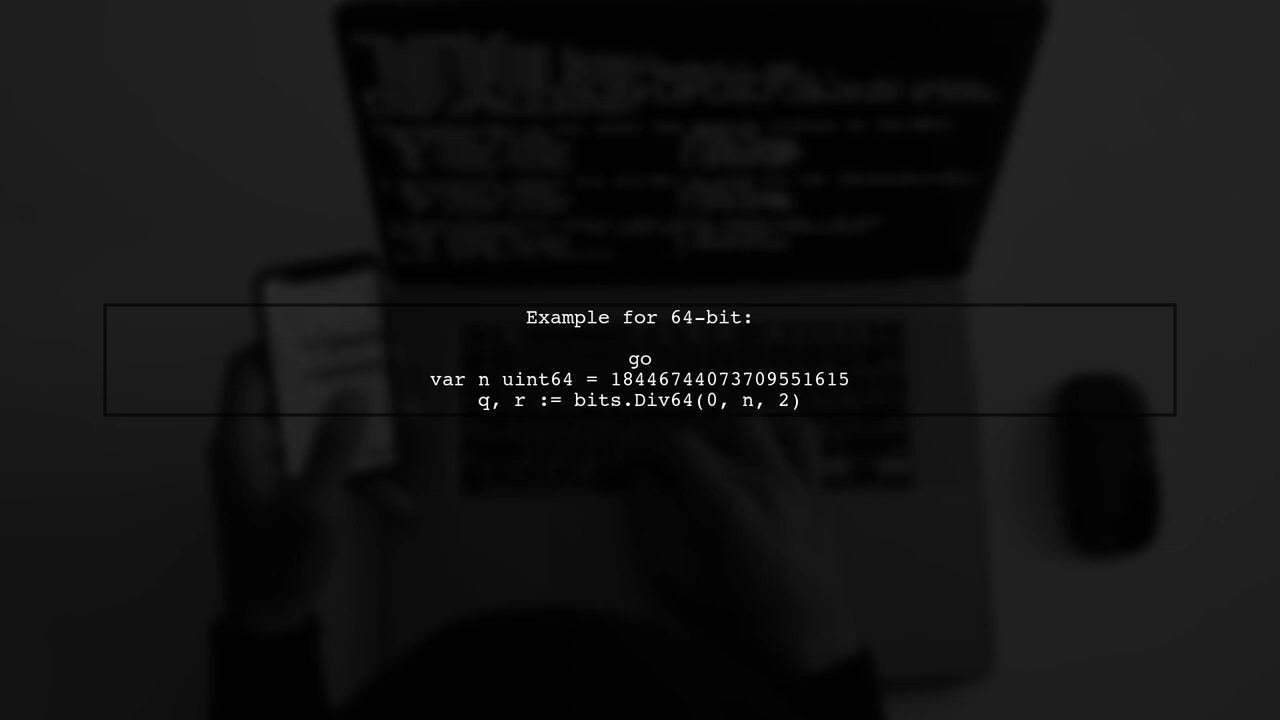 Example for 64-bit:
go
var n uint64 = 18446744073709551615
q, r := bits.Div64(0, n, 2)